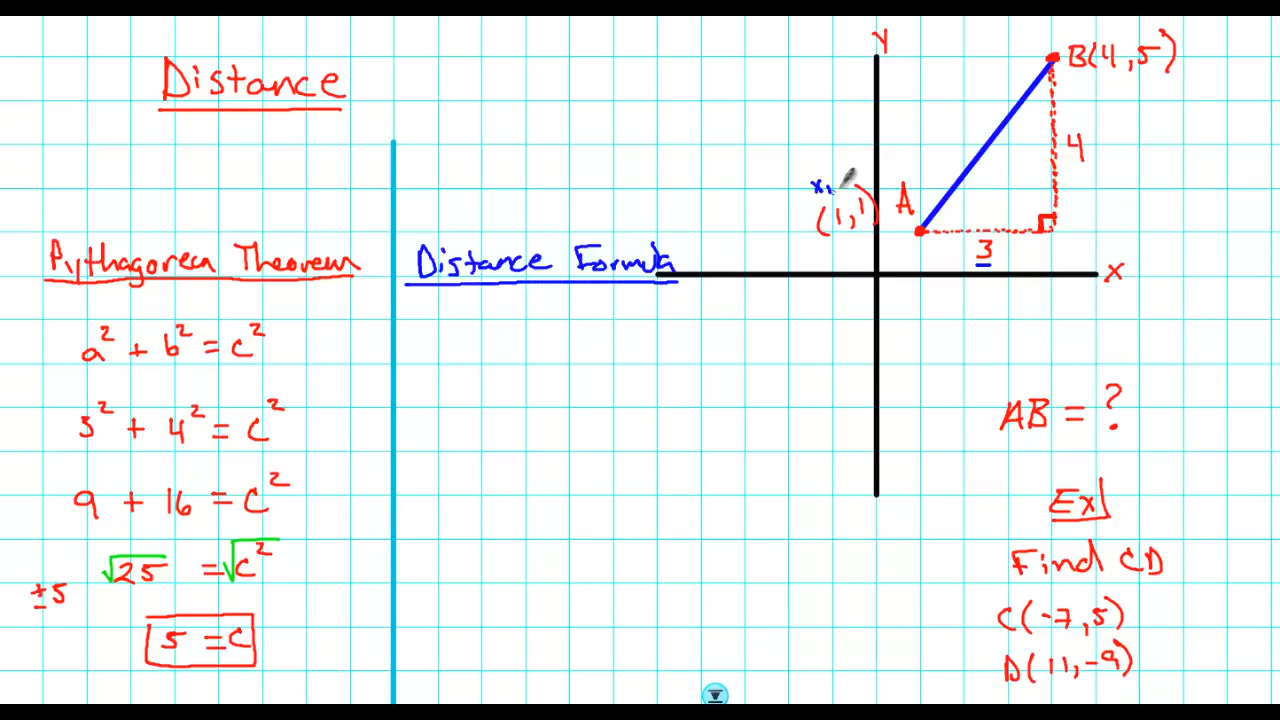 Distance
Pythagoreen Theorem
a² + b² = c²
3² + 4² = c²
9 + 16 = c²
√25 = √c²
±5
5 = c
Distance Formula
y
B(4,5)
4
x₁
(1,1)
A
3
x
AB = ?
Ex
Find CD
C(-7,5)
D(11,-9)